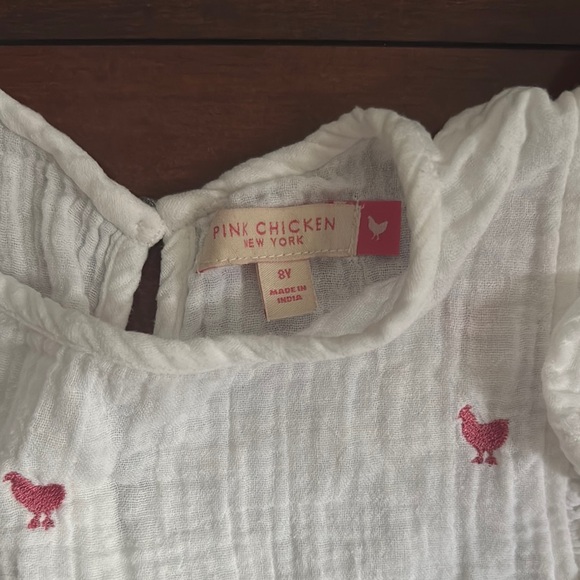 PINK CHICKEN
NEW YORK
8Y
MADE IN
INDIA